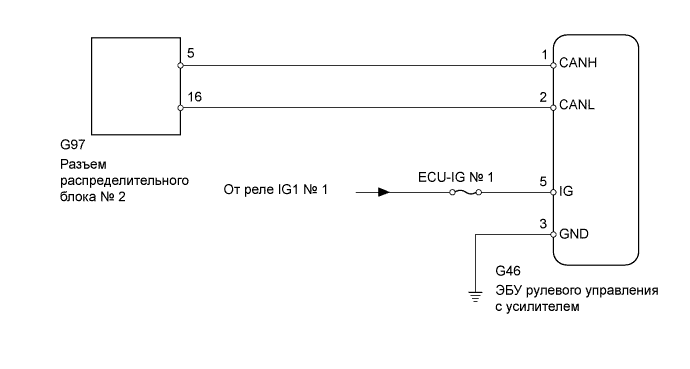 5
1
CANH
16
2
CANL
G97
Разъем
распределительного
блока № 2
ECU-IG № 1
От реле IG1 № 1
5
IG
3
GND
G46
ЭБУ рулевого управления
с усилителем